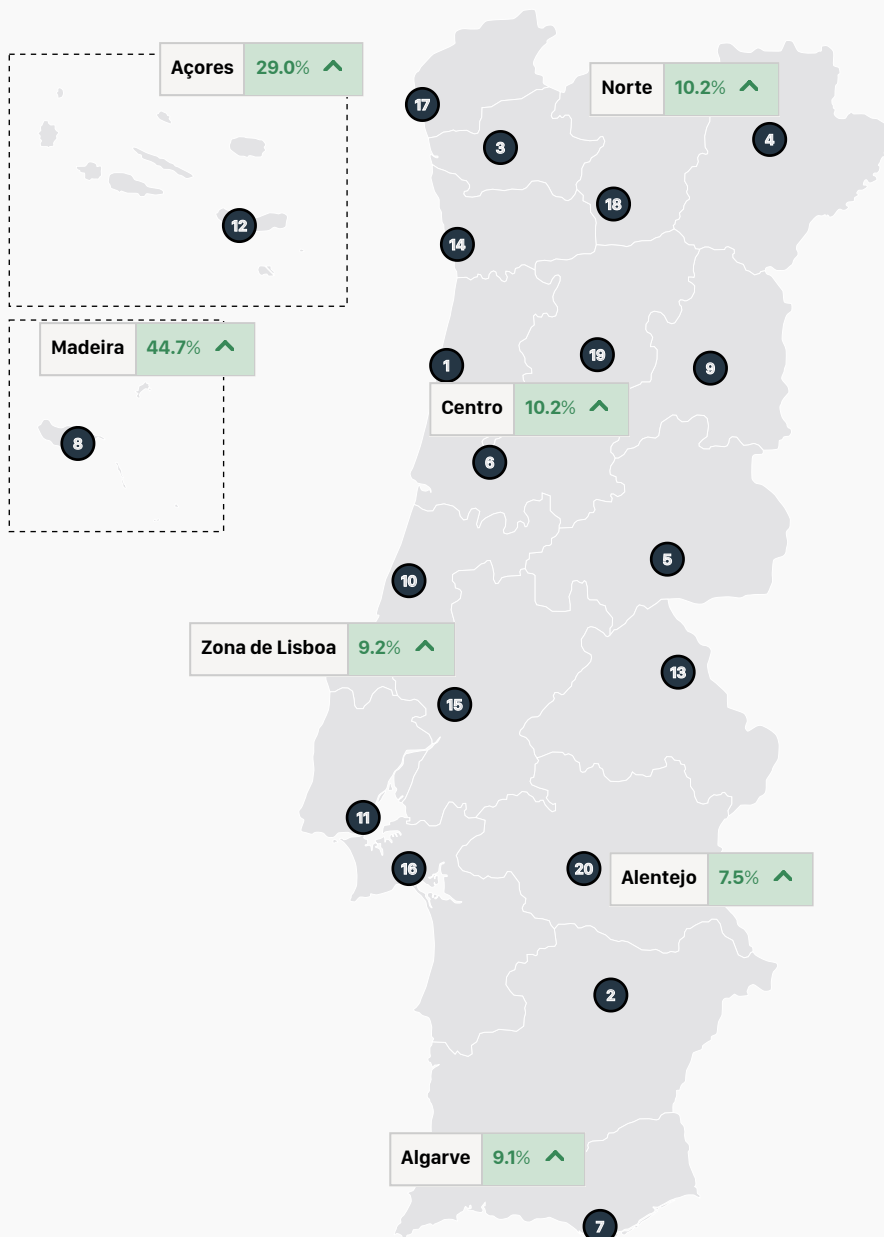 Açores 29.0%
Norte 10.2%
17
3
4
18
12
14
Madeira 44.7%
19
1
9
Centro 10.2%
8
6
5
10
Zona de Lisboa 9.2%
13
15
11
16
20
Alentejo 7.5%
2
Algarve 9.1%
7